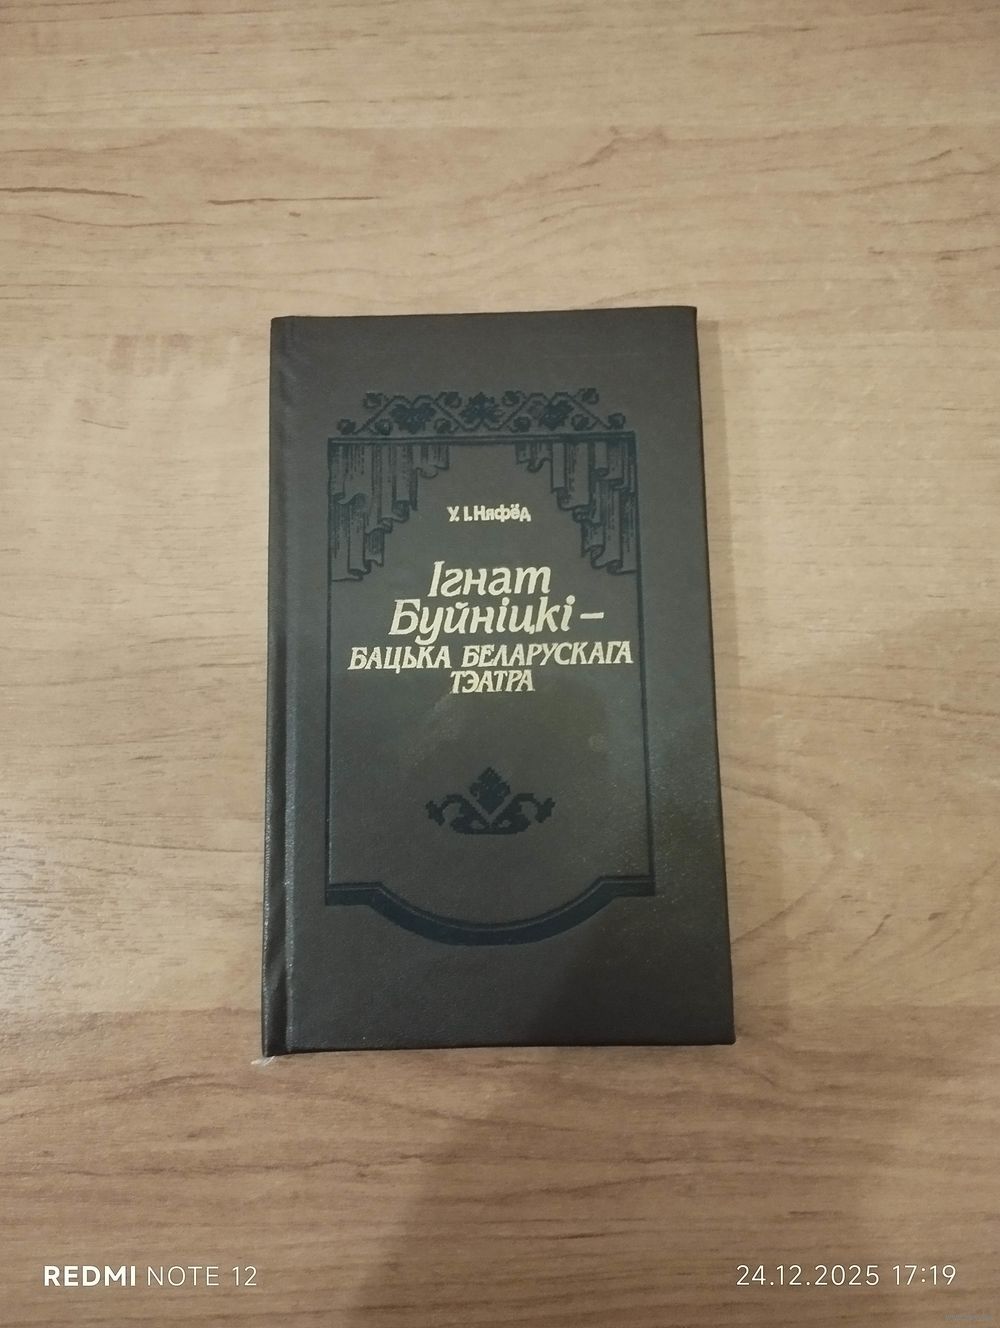 У. І. Няфёд
Ігнат
Буйніцкі –
БАЦЬКА БЕЛАРУСКАГА
ТЭАТРА
REDMI NOTE 12
24.12.2025 17:19